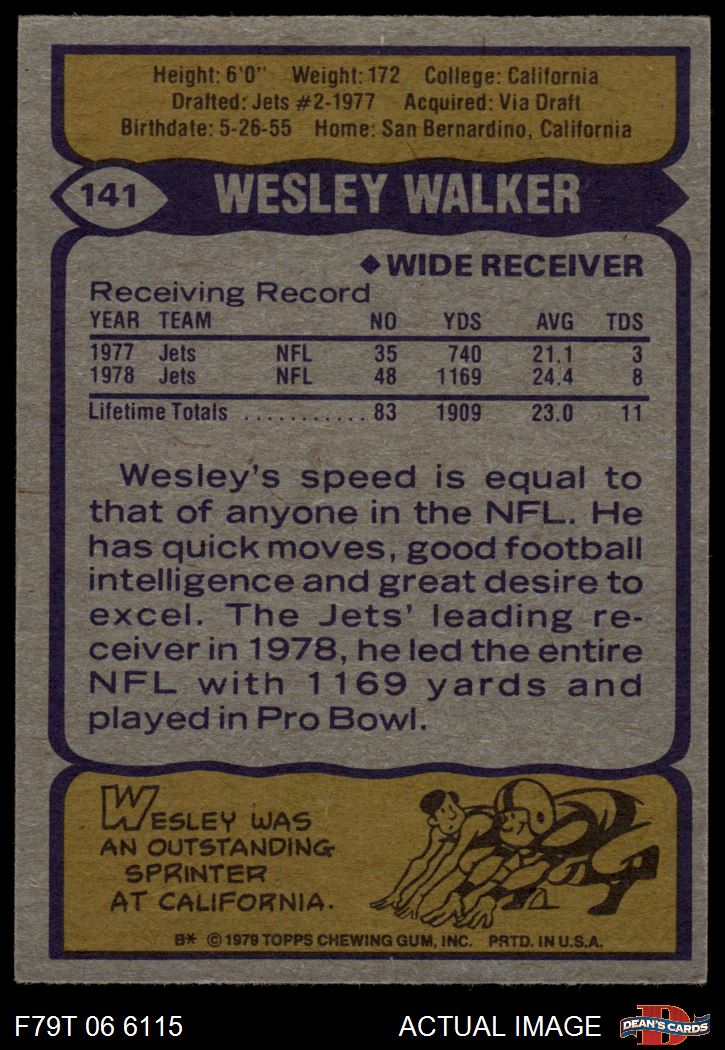 Height: 6'0" Weight: 172 College: California
Drafted: Jets #2-1977 Acquired: Via Draft
Birthdate: 5-26-55 Home: San Bernardino, California
141 WESLEY WALKER
◆WIDE RECEIVER
Receiving Record
YEAR TEAM NO YDS AVG TDS
1977 Jets NFL 35 740 21.1 3
1978 Jets NFL 48 1169 24.4 8
Lifetime Totals ........... 83 1909 23.0 11
Wesley's speed is equal to
that of anyone in the NFL. He
has quick moves, good football
intelligence and great desire to
excel. The Jets' leading re-
ceiver in 1978, he led the entire
NFL with 1169 yards and
played in Pro Bowl.
WESLEY WAS
AN OUTSTANDING
SPRINTER
AT CALIFORNIA.
B* © 1979 TOPPS CHEWING GUM, INC. PRTD. IN U.S.A.
F79T 06 6115 ACTUAL IMAGE D DEAN'S CARDS